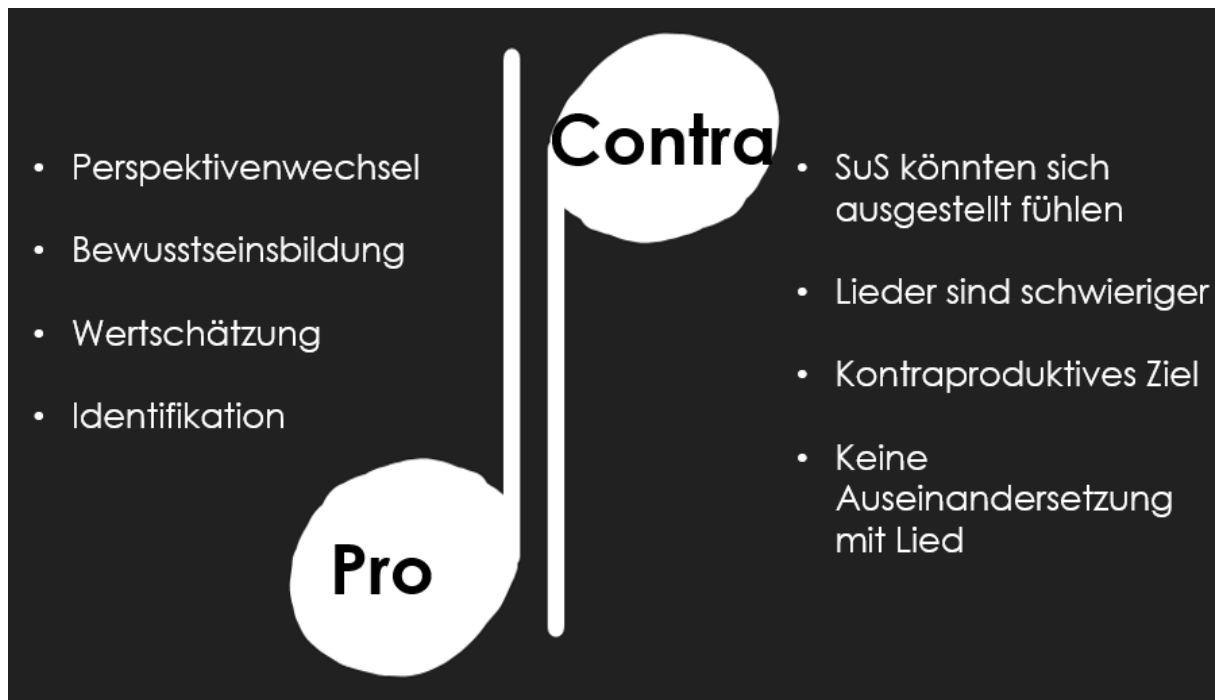 Pro
• Perspektivenwechsel
• Bewusstseinsbildung
• Wertschätzung
• Identifikation
Contra
• SuS könnten sich
ausgestellt fühlen
• Lieder sind schwieriger
• Kontraproduktives Ziel
• Keine
Auseinandersetzung
mit Lied